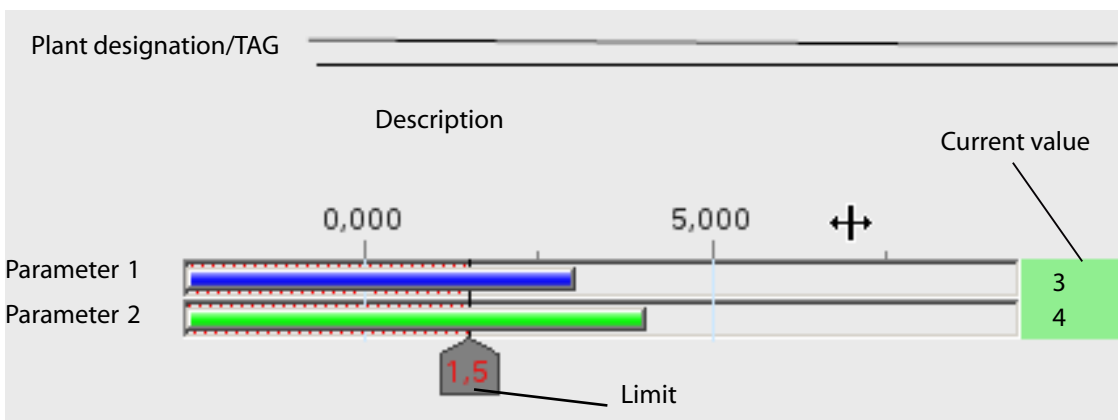 Plant designation/TAG
Description
Current value
0,000 5,000
Parameter 1 3
Parameter 2 4
1,5
Limit